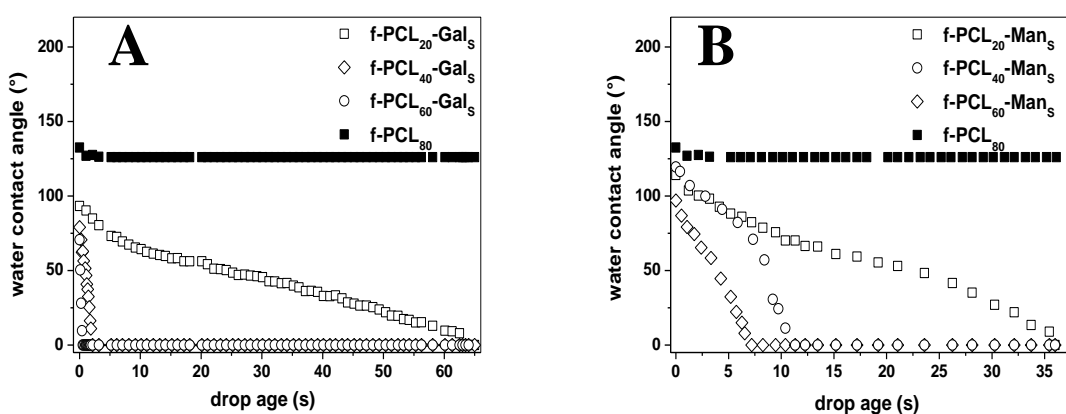 A
f-PCL20-GalS
f-PCL40-GalS
f-PCL60-GalS
f-PCL80
water contact angle (°)
200
150
100
50
0
0 10 20 30 40 50 60
drop age (s)
B
f-PCL20-ManS
f-PCL40-ManS
f-PCL60-ManS
f-PCL80
water contact angle (°)
200
150
100
50
0
0 5 10 15 20 25 30 35
drop age (s)